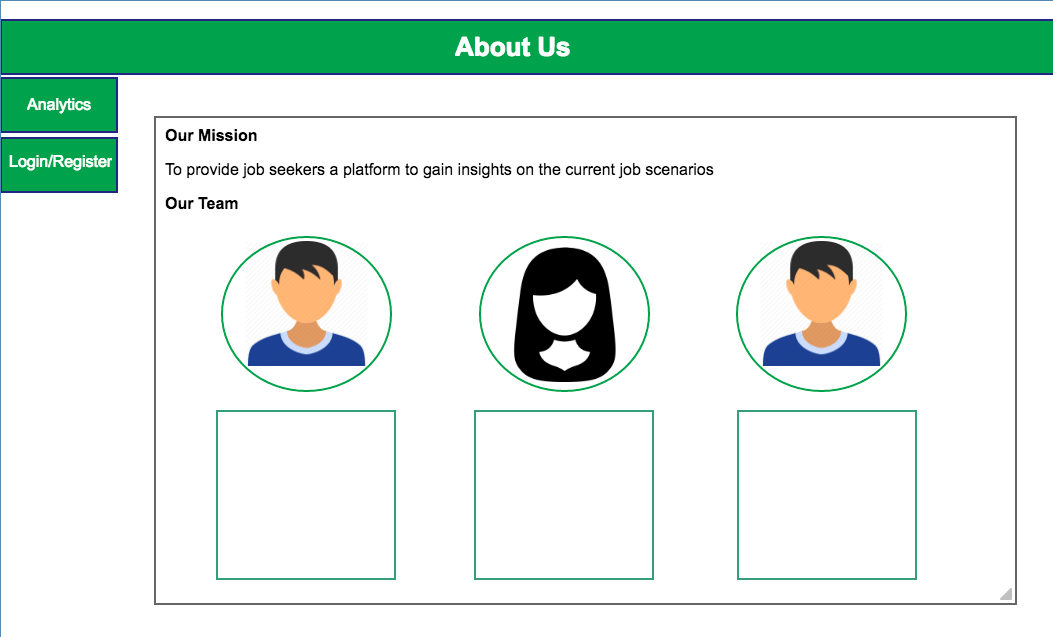 About Us
Analytics
Login/Register
Our Mission
To provide job seekers a platform to gain insights on the current job scenarios
Our Team